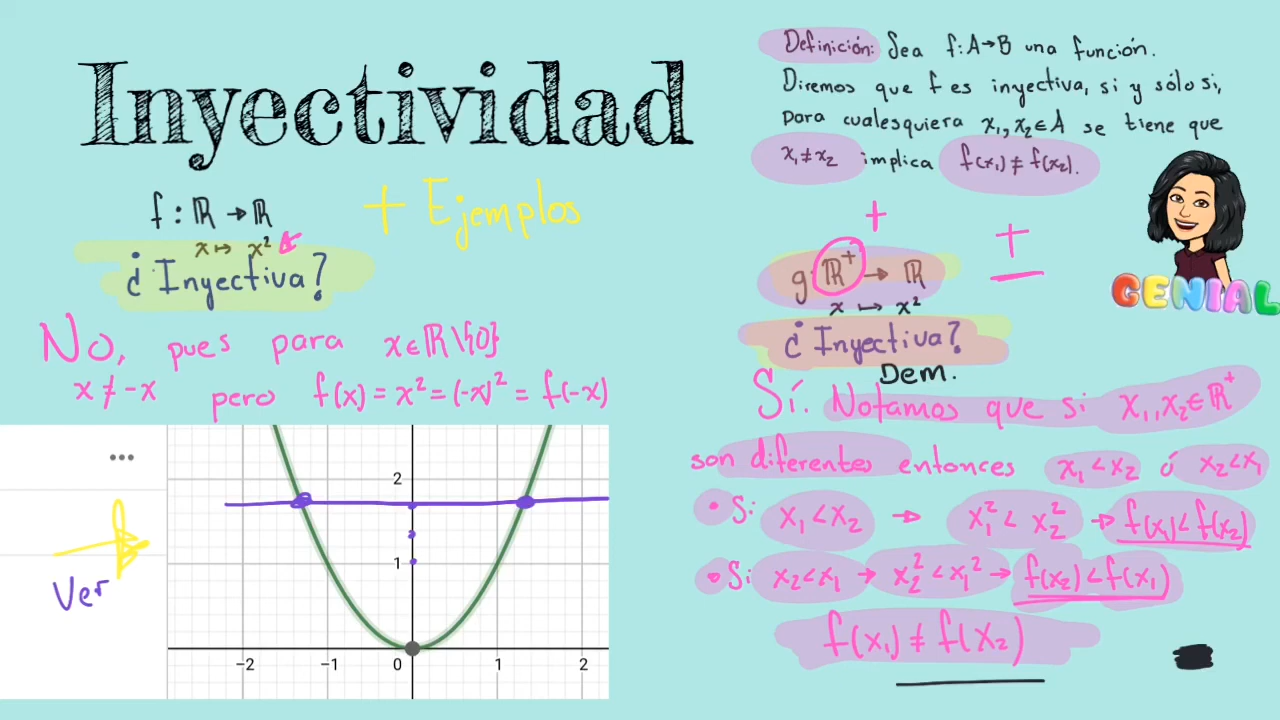 Inyectividad
+ Ejemplos
f : ℝ → ℝ
x ↦ x²
¿Inyectiva?
No, pues para x∈ℝ\{0}
x ≠ -x pero f(x) = x² = (-x)² = f(-x)
Ver
2
1
-2 -1 0 1 2
Definición: Sea f: A→B una función.
Diremos que f es inyectiva, si y sólo si,
para cualesquiera x₁, x₂ ∈ A se tiene que
x₁ ≠ x₂ implica f(x₁) ≠ f(x₂).
+
±
g: ℝ⁺ → ℝ
x ↦ x²
¿Inyectiva?
GENIAL
Dem.
Sí. Notamos que si x₁, x₂ ∈ ℝ⁺
son diferentes entonces x₁ < x₂ ó x₂ < x₁
• Si: x₁ < x₂ → x₁² < x₂² → f(x₁) < f(x₂)
• Si: x₂ < x₁ → x₂² < x₁² → f(x₂) < f(x₁)
f(x₁) ≠ f(x₂)